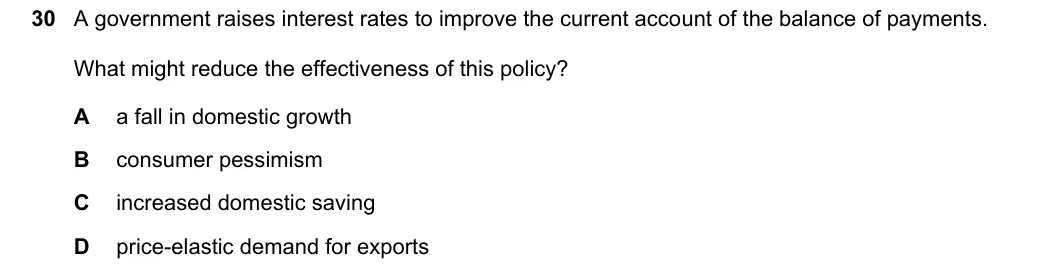 30 A government raises interest rates to improve the current account of the balance of payments.
What might reduce the effectiveness of this policy?
A a fall in domestic growth
B consumer pessimism
C increased domestic saving
D price-elastic demand for exports